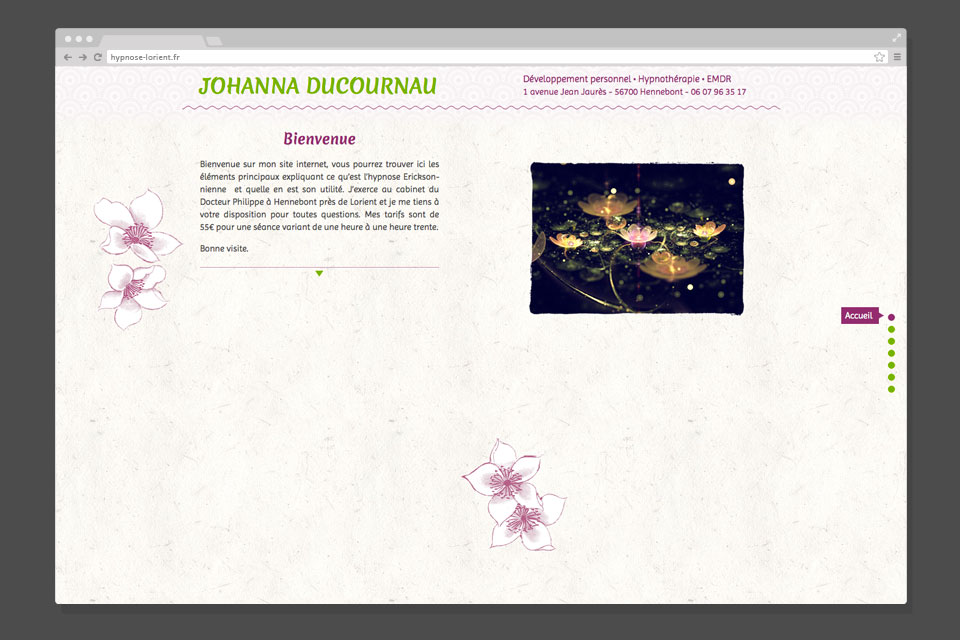 hypnose-lorient.fr
JOHANNA DUCOURNAU
Développement personnel • Hypnothérapie • EMDR
1 avenue Jean Jaurès - 56700 Hennebont - 06 07 96 35 17
Bienvenue
Bienvenue sur mon site internet, vous pourrez trouver ici les
éléments principaux expliquant ce qu'est l'hypnose Erickson-
nienne et quelle en est son utilité. J'exerce au cabinet du
Docteur Philippe à Hennebont près de Lorient et je me tiens à
votre disposition pour toutes questions. Mes tarifs sont de
55€ pour une séance variant de une heure à une heure trente.
Bonne visite.
Accueil